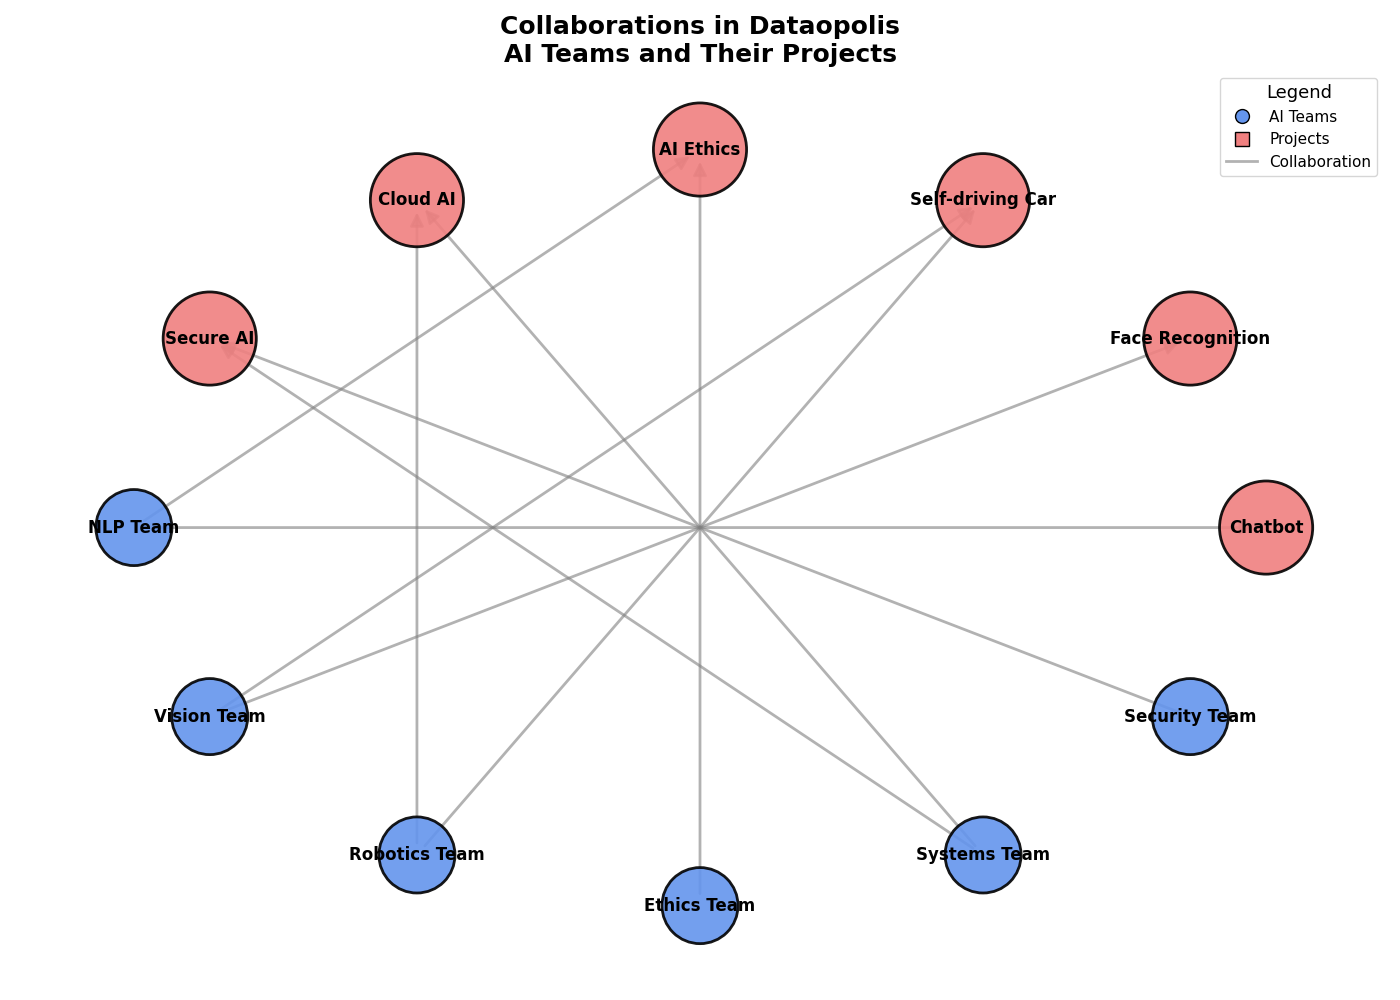 Collaborations in Dataopolis
AI Teams and Their Projects
Legend
AI Teams
Projects
Collaboration
AI Ethics
Cloud AI
Self-driving Car
Secure AI
Face Recognition
NLP Team
Chatbot
Vision Team
Security Team
Robotics Team
Systems Team
Ethics Team